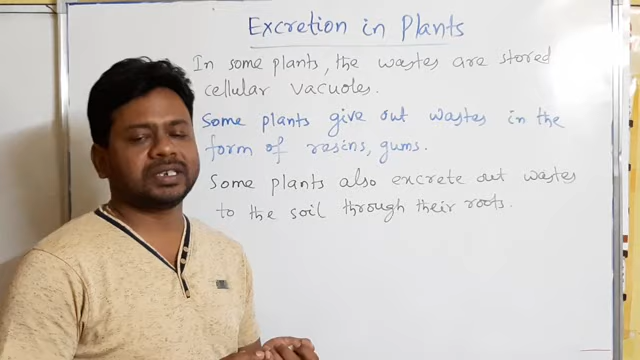 Excretion in Plants
In some plants, the wastes are stored
cellular vacuoles.
Some plants give out wastes in the
form of resins, gums.
Some plants also excrete out wastes
to the soil through their roots.